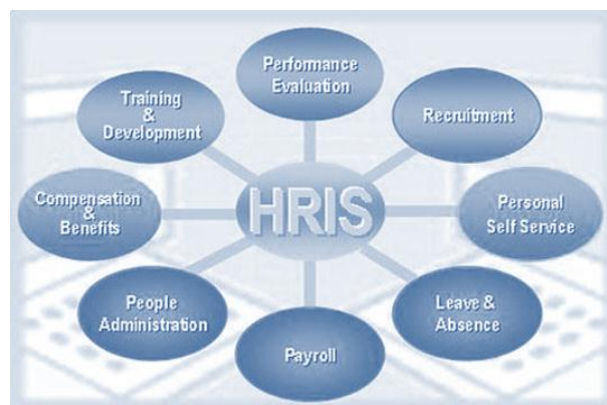 Performance
Evaluation
Recruitment
Personal
Self Service
Leave &
Absence
Payroll
People
Administration
Compensation
&
Benefits
Training
&
Development
HRIS